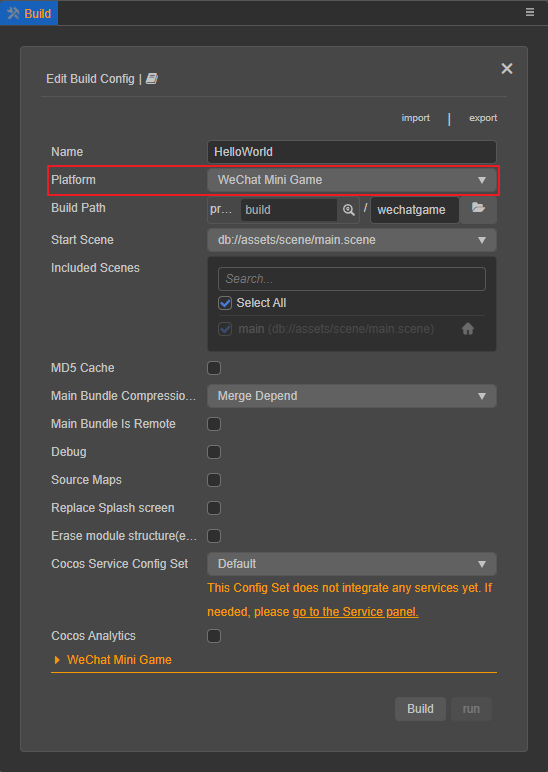 Build
Edit Build Config |
import | export
Name HelloWorld
Platform WeChat Mini Game
Build Path pr... build / wechatgame
Start Scene db://assets/scene/main.scene
Included Scenes
Search...
Select All
main (db://assets/scene/main.scene)
MD5 Cache
Main Bundle Compressio... Merge Depend
Main Bundle Is Remote
Debug
Source Maps
Replace Splash screen
Erase module structure(e...
Cocos Service Config Set Default
This Config Set does not integrate any services yet. If
needed, please go to the Service panel.
Cocos Analytics
WeChat Mini Game
Build run